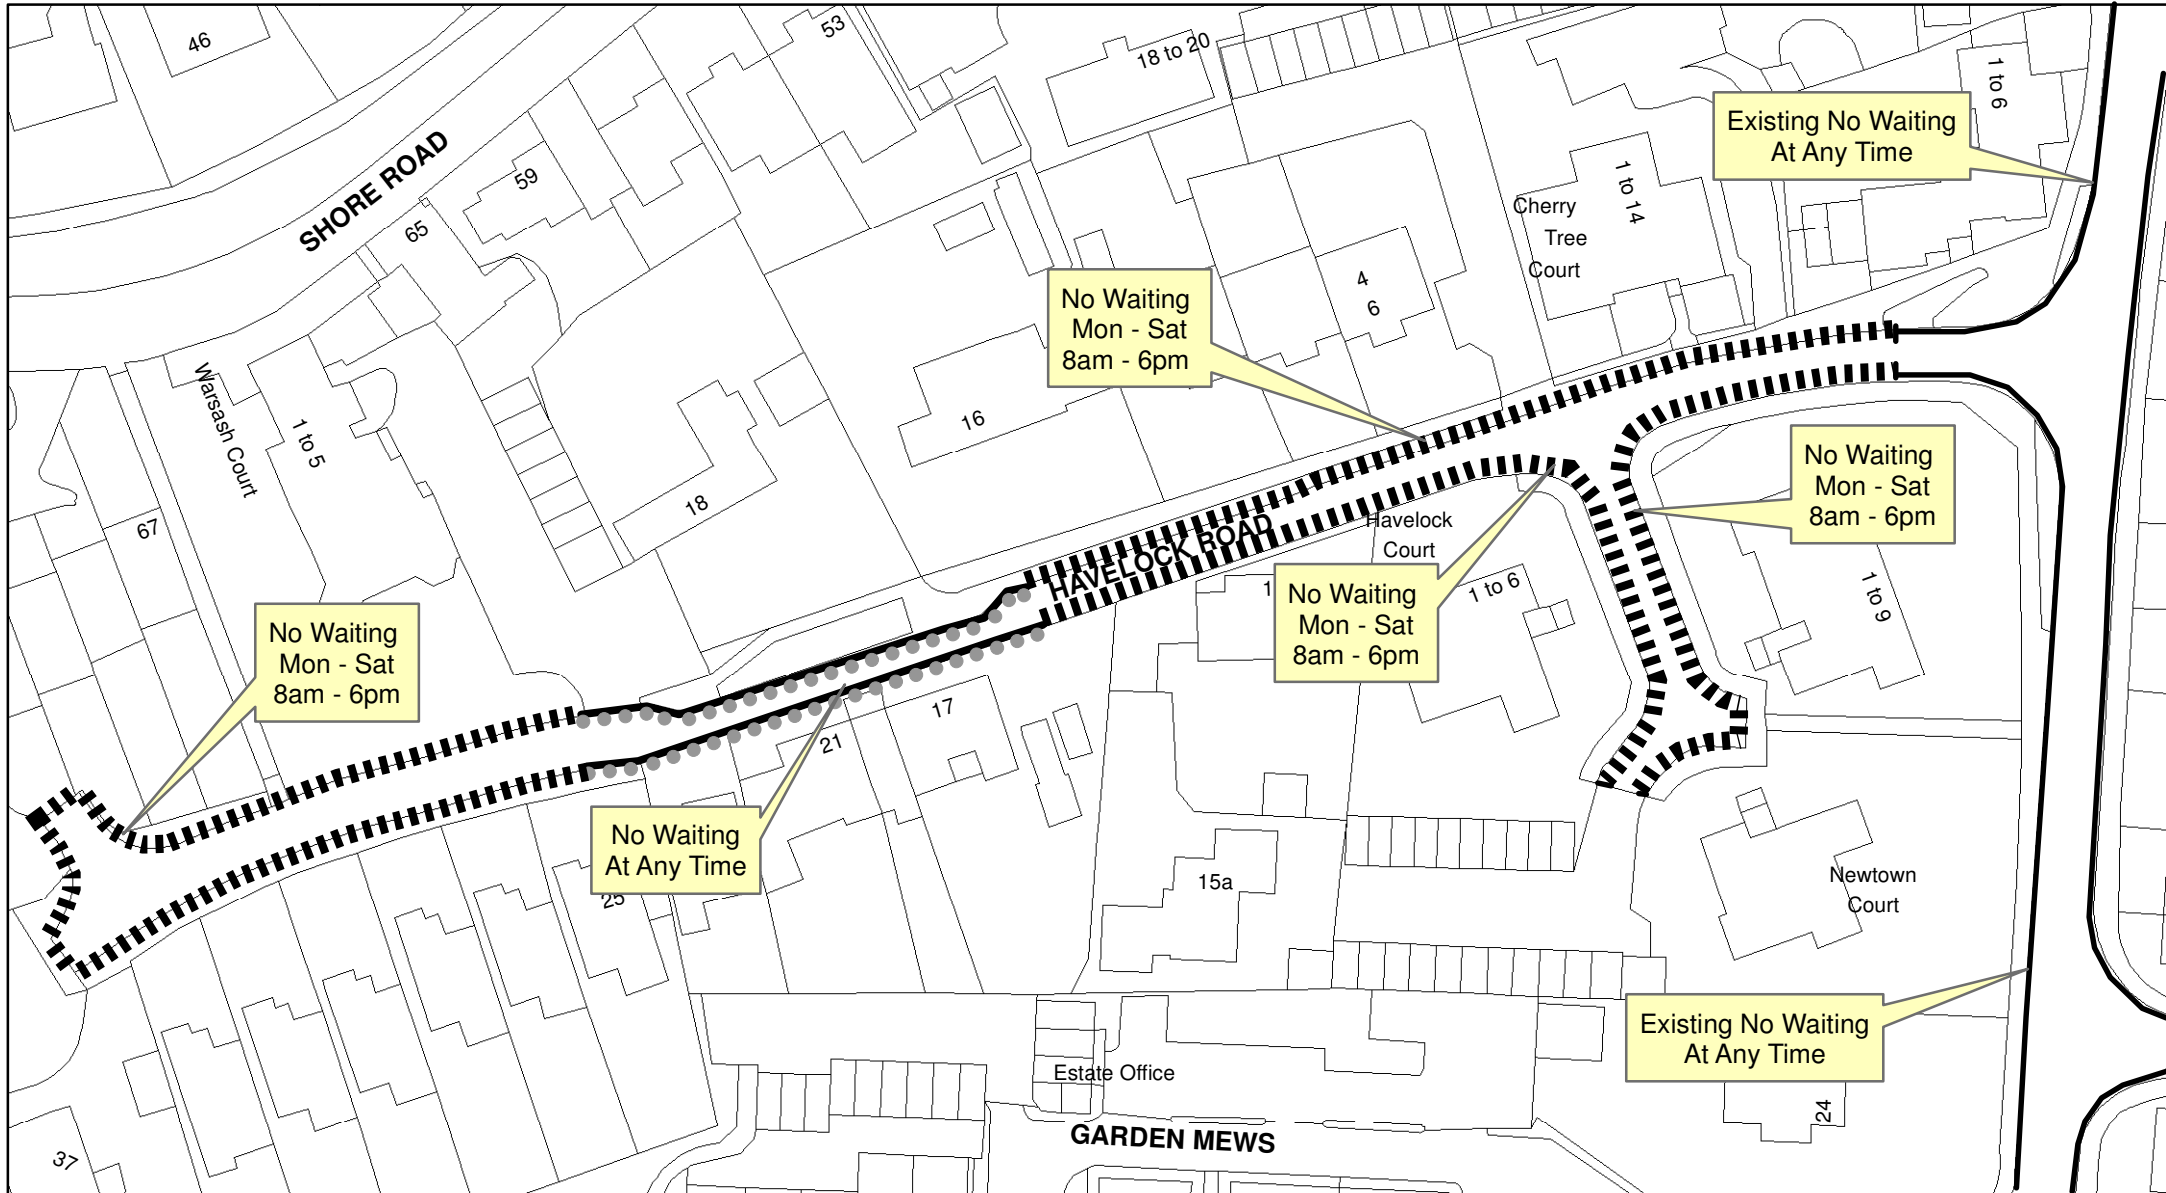 46
53
18 to 20
1 to 6
Existing No Waiting
At Any Time
SHORE ROAD
59
65
1 to 14
Cherry
Tree
Court
No Waiting
Mon - Sat
8am - 6pm
4
6
Warsash Court
1 to 5
16
18
67
No Waiting
Mon - Sat
8am - 6pm
HAVELOCK ROAD
Havelock
Court
1 to 6
1 to 9
No Waiting
Mon - Sat
8am - 6pm
1
No Waiting
Mon - Sat
8am - 6pm
17
21
No Waiting
At Any Time
25
15a
Newtown
Court
Existing No Waiting
At Any Time
Estate Office
24
GARDEN MEWS
37